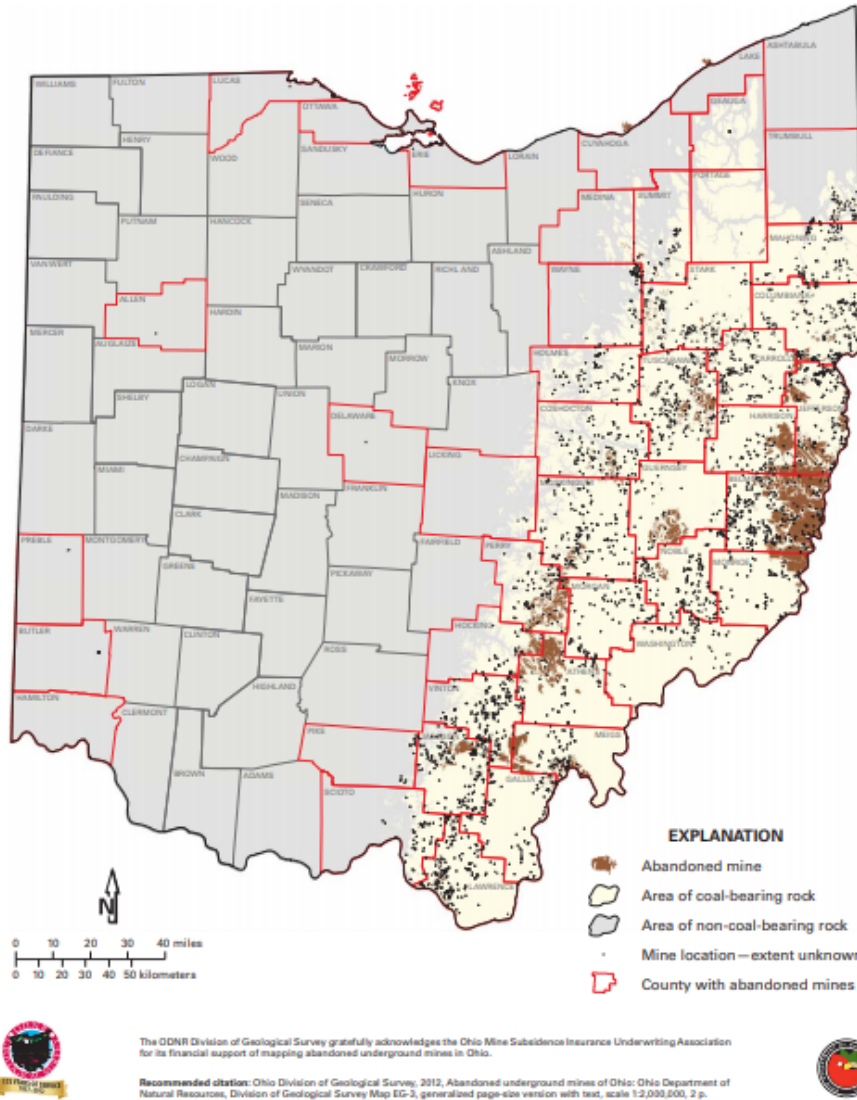 ASHTABULA
LAKE
WILLIAMS
FULTON
LUCAS
GEAUGA
OTTAWA
TRUMBULL
HENRY
CUYAHOGA
DEFIANCE
SANDUSKY
ERIE
LORAIN
WOOD
PORTAGE
PAULDING
HURON
MEDINA
SUMMIT
SENECA
PUTNAM
HANCOCK
MAHONING
ASHLAND
VAN WERT
WYANDOT
CRAWFORD
RICHLAND
WAYNE
STARK
ALLEN
COLUMBIANA
HARDIN
MERCER
AUGLAIZE
MARION
HOLMES
MORROW
CARROLL
KNOX
LOGAN
SHELBY
UNION
COSHOCTON
JEFFERSON
DELAWARE
HARRISON
DARKE
LICKING
CHAMPAIGN
GUERNSEY
MIAMI
FRANKLIN
MADISON
CLARK
PREBLE
MONTGOMERY
FAIRFIELD
PERRY
NOBLE
MONROE
GREENE
PICKAWAY
MORGAN
FAYETTE
HOCKING
BUTLER
WARREN
CLINTON
WASHINGTON
ROSS
ATHENS
HIGHLAND
VINTON
HAMILTON
CLERMONT
PIKE
MEIGS
BROWN
ADAMS
GALLIA
SCIOTO
LAWRENCE
N
0 10 20 30 40 miles
0 10 20 30 40 50 kilometers
EXPLANATION
Abandoned mine
Area of coal-bearing rock
Area of non-coal-bearing rock
Mine location—extent unknown
County with abandoned mines
The ODNR Division of Geological Survey gratefully acknowledges the Ohio Mine Subsidence Insurance Underwriting Association
for its financial support of mapping abandoned underground mines in Ohio.
Recommended citation: Ohio Division of Geological Survey, 2012, Abandoned underground mines of Ohio: Ohio Department of
Natural Resources, Division of Geological Survey Map EG-3, generalized page-size version with text, scale 1:2,000,000, 2 p.